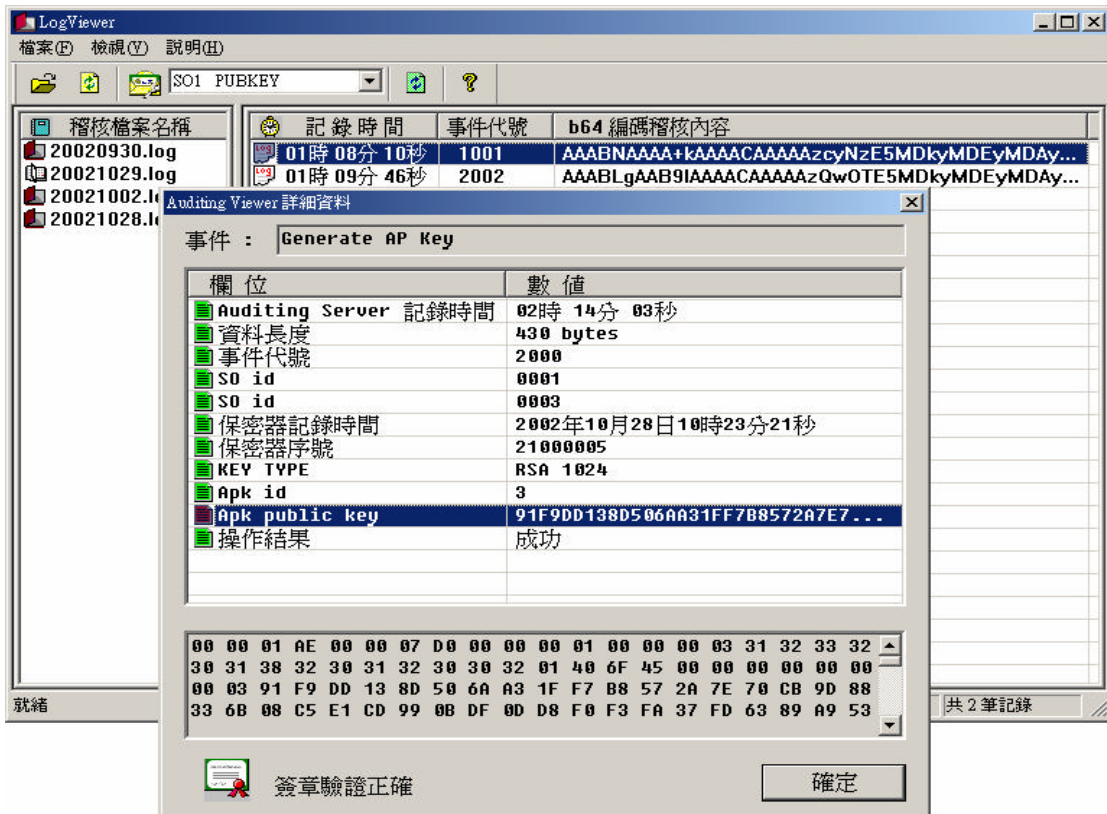 LogViewer
檔案(F) 檢視(V) 說明(H)
SO1 PUBKEY
稽核檔案名稱
20020930.log
20021029.log
20021002.l
20021028.l
記錄時間 事件代號 b64 編碼稽核內容
01時 08分 10秒 1001 AAABNAAAA+kAAAACAAAAAzcyNzE5MDkyMDEyMDAy...
01時 09分 46秒 2002 AAABLgAAB9IAAAACAAAAAzQwOTE5MDkyMDEyMDAy...
Auditing Viewer 詳細資料
事件 : Generate AP Key
欄 位 數 值
Auditing Server 記錄時間 02時 14分 03秒
資料長度 430 bytes
事件代號 2000
SO id 0001
SO id 0003
保密器記錄時間 2002年10月28日10時23分21秒
保密器序號 21000005
KEY TYPE RSA 1024
Apk id 3
Apk public key 91F9DD138D506AA31FF7B8572A7E7...
操作結果 成功
00 00 01 AE 00 00 07 D0 00 00 00 01 00 00 00 03 31 32 33 32
30 31 38 32 30 31 32 30 30 32 01 40 6F 45 00 00 00 00 00 00
00 03 91 F9 DD 13 8D 50 6A A3 1F F7 B8 57 2A 7E 70 CB 9D 88
33 6B 08 C5 E1 CD 99 0B DF 0D D8 F0 F3 FA 37 FD 63 89 A9 53
簽章驗證正確
確定
就緒
共 2 筆記錄